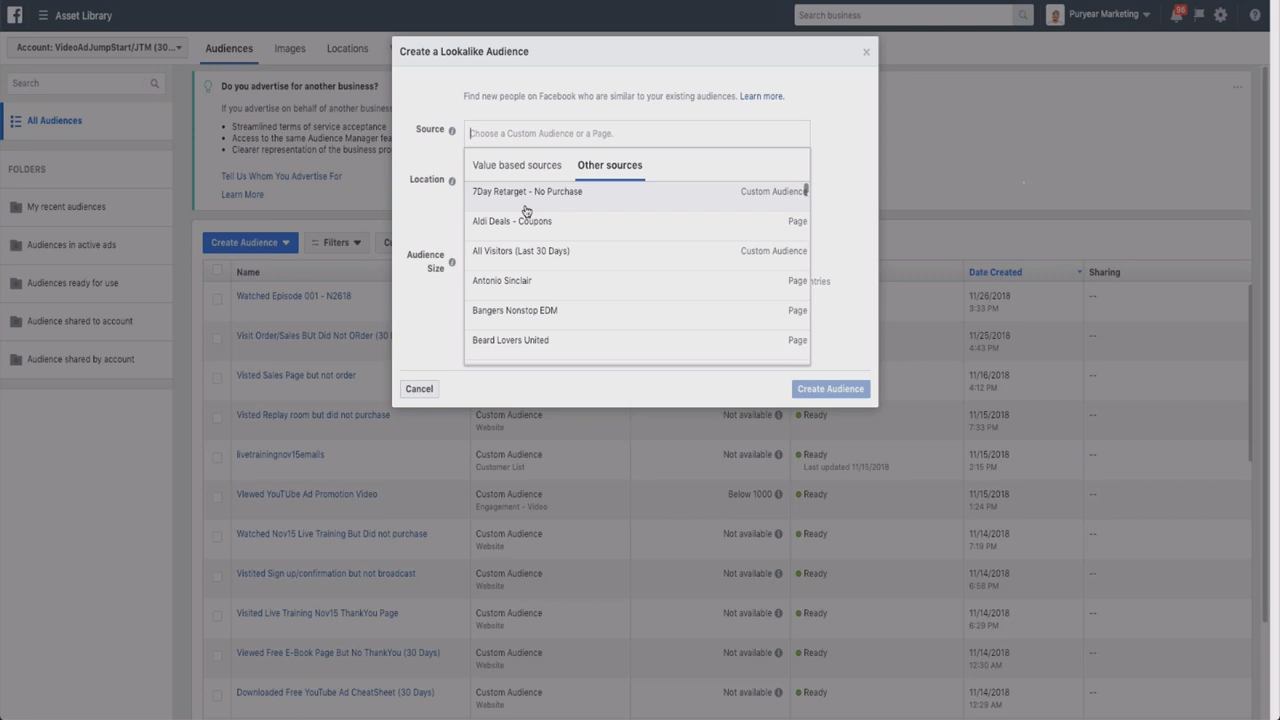 Asset Library
Search business
Puryear Marketing
96
Account: VideoAdJumpStart/JTM (30...
Audiences
Images
Locations
Search
All Audiences
FOLDERS
My recent audiences
Audiences in active ads
Audiences ready for use
Audience shared to account
Audience shared by account
Do you advertise for another business?
If you advertise on behalf of another business
Streamlined terms of service acceptance
Access to the same Audience Manager fea
Clearer representation of the business pro
Tell Us Whom You Advertise For
Learn More
Create a Lookalike Audience
Find new people on Facebook who are similar to your existing audiences. Learn more.
Source
Choose a Custom Audience or a Page.
Value based sources
Other sources
Location
7Day Retarget - No Purchase Custom Audience
Aldi Deals - Coupons Page
All Visitors (Last 30 Days) Custom Audience
Audience
Size
Antonio Sinclair Page
Bangers Nonstop EDM Page
Beard Lovers United Page
Cancel
Create Audience
Create Audience
Filters
Name
Date Created
Sharing
Watched Episode 001 - N2618 11/26/2018 --
3:33 PM
Visit Order/Sales BUt Did Not ORder (30 11/25/2018 --
4:43 PM
Visted Sales Page but not order 11/16/2018 --
4:12 PM
Visted Replay room but did not purchase Custom Audience Not available Ready 11/15/2018 --
Website 7:33 PM
livetrainingnov15emails Custom Audience Not available Ready 11/15/2018 --
Customer List Last updated 11/15/2018 2:15 PM
VIewed YouTUbe Ad Promotion Video Custom Audience Below 1000 Ready 11/15/2018 --
Engagement - Video 1:24 PM
Watched Nov15 Live Training But Did not purchase Custom Audience Not available Ready 11/14/2018 --
Website 7:19 PM
Vistited Sign up/confirmation but not broadcast Custom Audience Not available Ready 11/14/2018 --
Website 6:58 PM
Visited Live Training Nov15 ThankYou Page Custom Audience Not available Ready 11/14/2018 --
Website 6:29 PM
Viewed Free E-Book Page But No ThankYou (30 Days) Custom Audience Not available Ready 11/14/2018 --
Website 12:30 AM
Downloaded Free YouTube Ad CheatSheet (30 Days) Custom Audience Not available Ready 11/14/2018 --
Website 12:29 AM